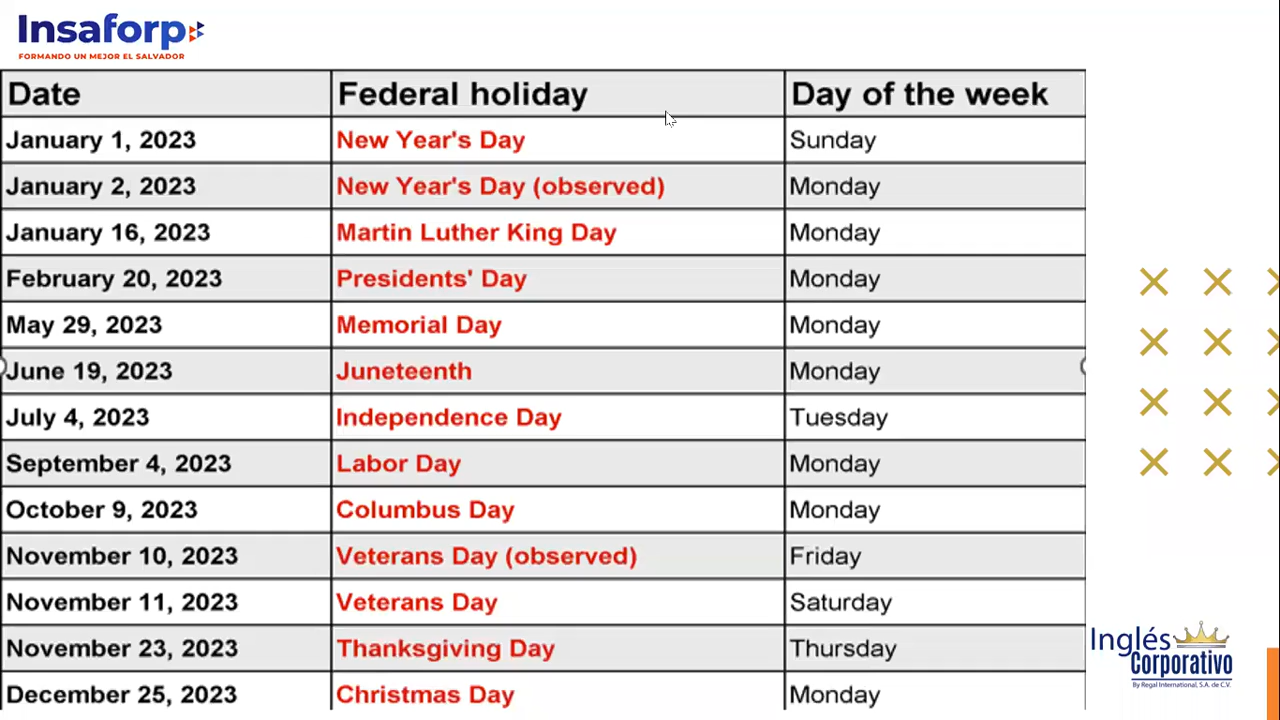 Insaforp
FORMANDO UN MEJOR EL SALVADOR
Date Federal holiday Day of the week
January 1, 2023 New Year's Day Sunday
January 2, 2023 New Year's Day (observed) Monday
January 16, 2023 Martin Luther King Day Monday
February 20, 2023 Presidents' Day Monday
May 29, 2023 Memorial Day Monday
June 19, 2023 Juneteenth Monday
July 4, 2023 Independence Day Tuesday
September 4, 2023 Labor Day Monday
October 9, 2023 Columbus Day Monday
November 10, 2023 Veterans Day (observed) Friday
November 11, 2023 Veterans Day Saturday
November 23, 2023 Thanksgiving Day Thursday
December 25, 2023 Christmas Day Monday
Inglés
Corporativo
By Regal International, S.A. de C.V.